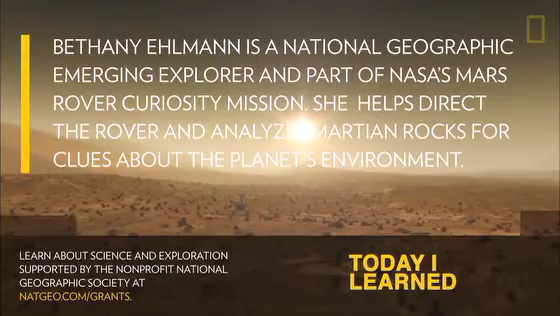 BETHANY EHLMANN IS A NATIONAL GEOGRAPHIC
EMERGING EXPLORER AND PART OF NASA'S MARS
ROVER CURIOSITY MISSION. SHE HELPS DIRECT
THE ROVER AND ANALYZE MARTIAN ROCKS FOR
CLUES ABOUT THE PLANET'S ENVIRONMENT.
LEARN ABOUT SCIENCE AND EXPLORATION
SUPPORTED BY THE NONPROFIT NATIONAL
GEOGRAPHIC SOCIETY AT
NATGEO.COM/GRANTS.
TODAY I
LEARNED